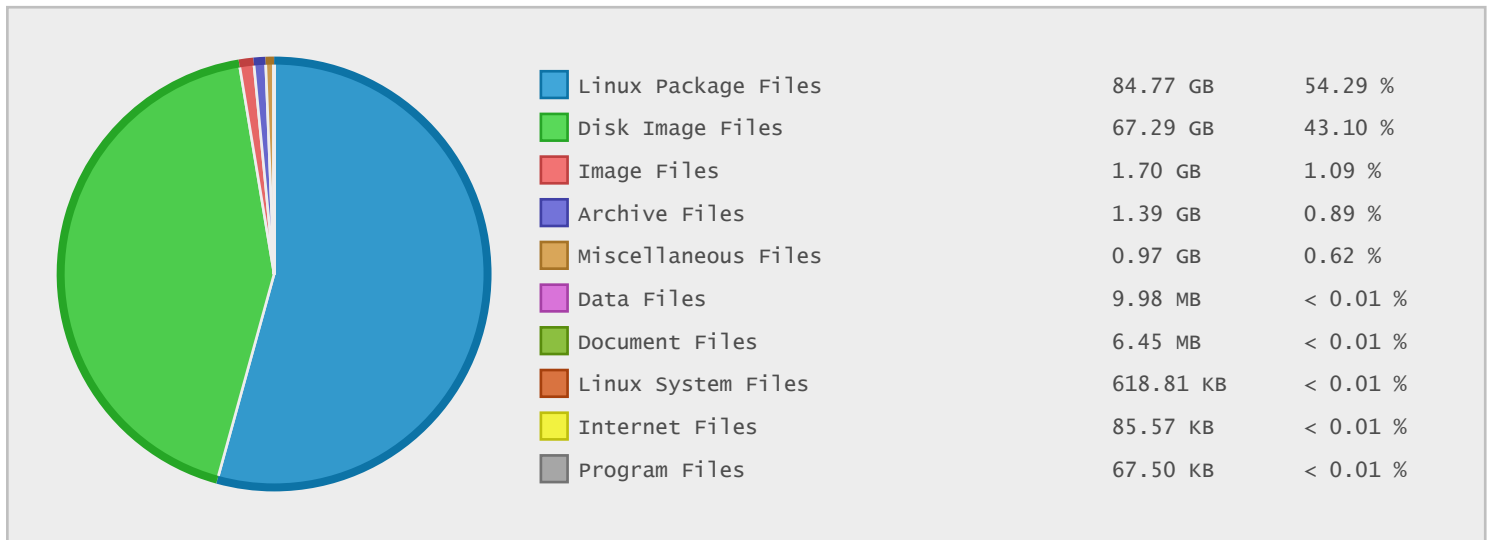 Linux Package Files 84.77 GB 54.29 %
Disk Image Files 67.29 GB 43.10 %
Image Files 1.70 GB 1.09 %
Archive Files 1.39 GB 0.89 %
Miscellaneous Files 0.97 GB 0.62 %
Data Files 9.98 MB < 0.01 %
Document Files 6.45 MB < 0.01 %
Linux System Files 618.81 KB < 0.01 %
Internet Files 85.57 KB < 0.01 %
Program Files 67.50 KB < 0.01 %